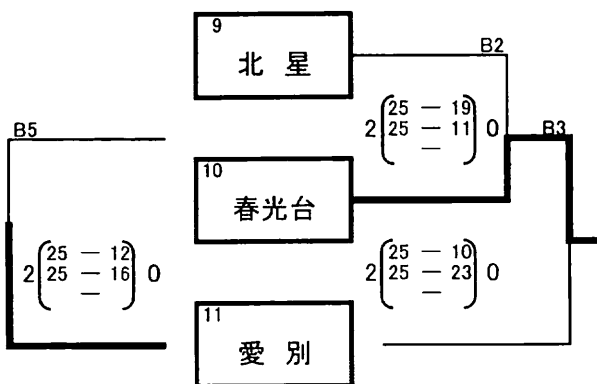 9
北 星
B2
2 25 — 19 0
25 — 11
—
B5
B3
10
春光台
2 25 — 12 0
25 — 16
—
2 25 — 10 0
25 — 23
—
11
愛 別